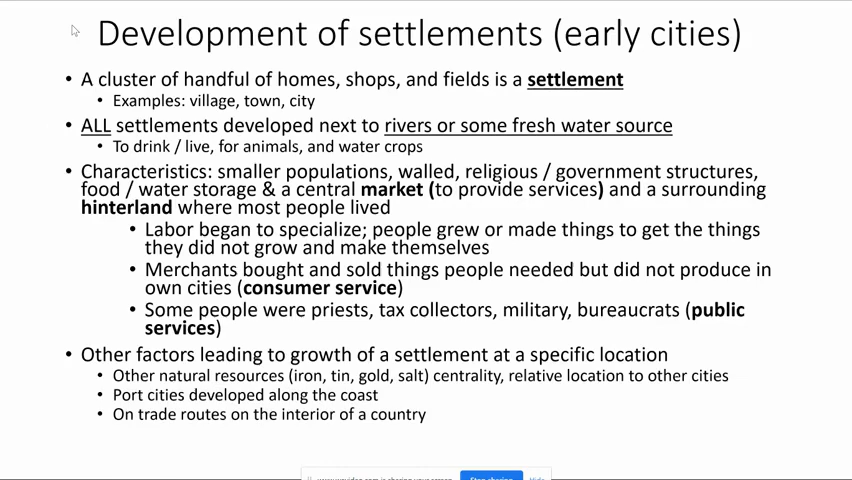 Development of settlements (early cities)
• A cluster of handful of homes, shops, and fields is a settlement
• Examples: village, town, city
• ALL settlements developed next to rivers or some fresh water source
• To drink / live, for animals, and water crops
• Characteristics: smaller populations, walled, religious / government structures,
food / water storage & a central market (to provide services) and a surrounding
hinterland where most people lived
• Labor began to specialize; people grew or made things to get the things
they did not grow and make themselves
• Merchants bought and sold things people needed but did not produce in
own cities (consumer service)
• Some people were priests, tax collectors, military, bureaucrats (public
services)
• Other factors leading to growth of a settlement at a specific location
• Other natural resources (iron, tin, gold, salt) centrality, relative location to other cities
• Port cities developed along the coast
• On trade routes on the interior of a country
Stop sharing Hide